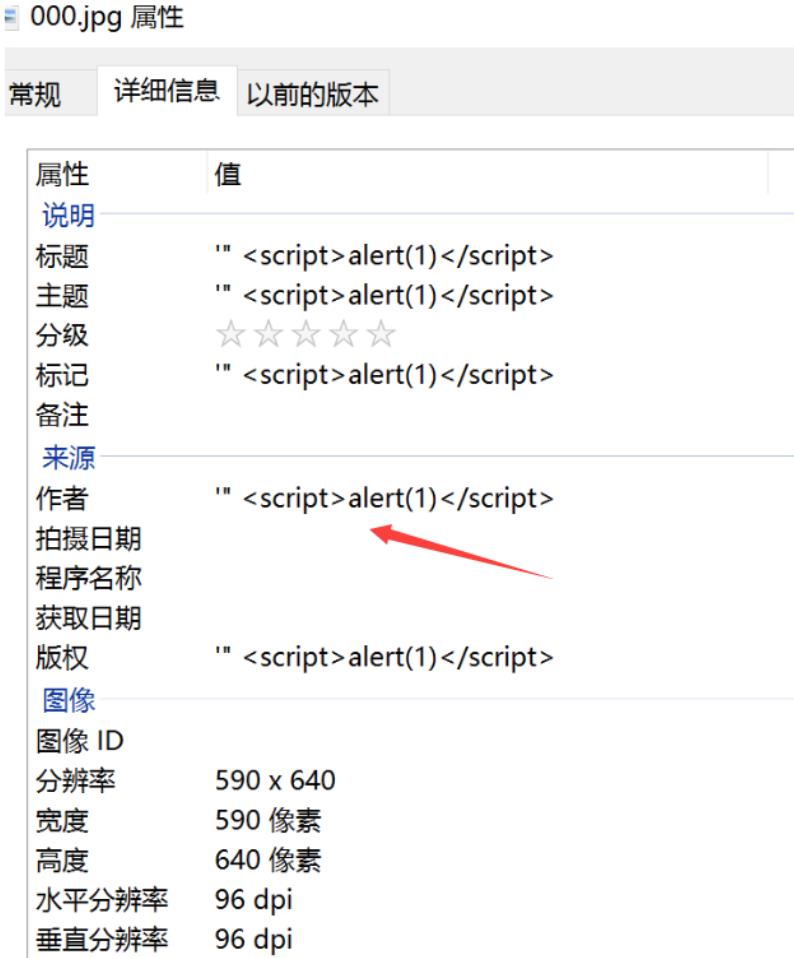 000.jpg 属性
常规 详细信息 以前的版本
属性 值
说明
标题 '" <script>alert(1)</script>
主题 '" <script>alert(1)</script>
分级
标记 '" <script>alert(1)</script>
备注
来源
作者 '" <script>alert(1)</script>
拍摄日期
程序名称
获取日期
版权 '" <script>alert(1)</script>
图像
图像 ID
分辨率 590 x 640
宽度 590 像素
高度 640 像素
水平分辨率 96 dpi
垂直分辨率 96 dpi